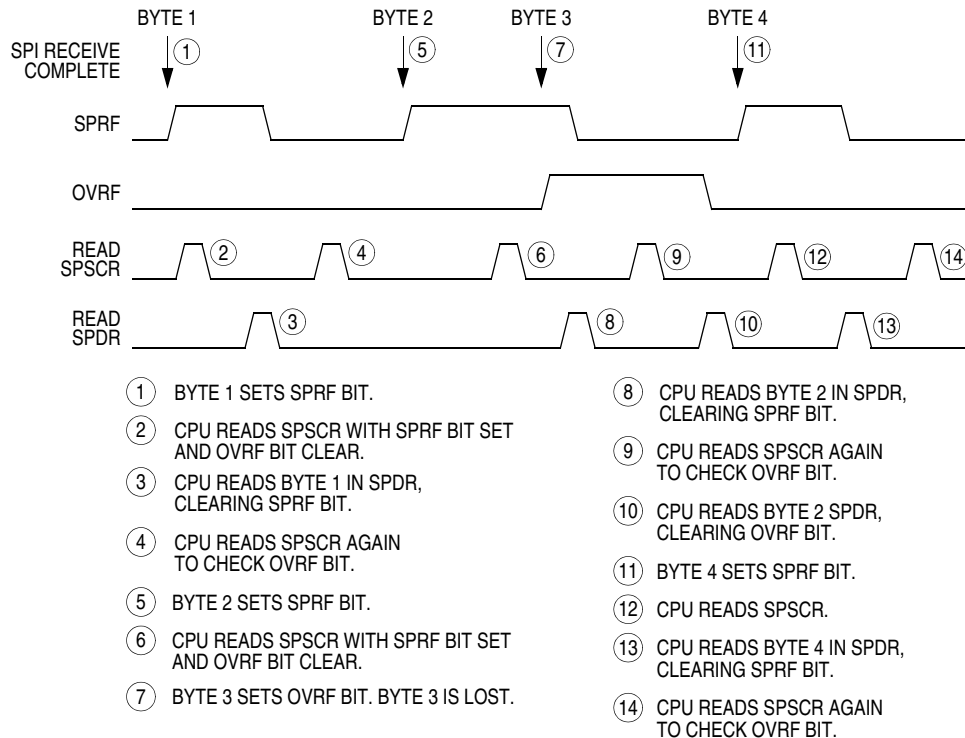 BYTE 1 BYTE 2 BYTE 3 BYTE 4
SPI RECEIVE
COMPLETE
1 5 7 11
SPRF
OVRF
READ
SPSCR
2 4 6 9 12 14
READ
SPDR
3 8 10 13
1 BYTE 1 SETS SPRF BIT.
2 CPU READS SPSCR WITH SPRF BIT SET
AND OVRF BIT CLEAR.
3 CPU READS BYTE 1 IN SPDR,
CLEARING SPRF BIT.
4 CPU READS SPSCR AGAIN
TO CHECK OVRF BIT.
5 BYTE 2 SETS SPRF BIT.
6 CPU READS SPSCR WITH SPRF BIT SET
AND OVRF BIT CLEAR.
7 BYTE 3 SETS OVRF BIT. BYTE 3 IS LOST.
8 CPU READS BYTE 2 IN SPDR,
CLEARING SPRF BIT.
9 CPU READS SPSCR AGAIN
TO CHECK OVRF BIT.
10 CPU READS BYTE 2 SPDR,
CLEARING OVRF BIT.
11 BYTE 4 SETS SPRF BIT.
12 CPU READS SPSCR.
13 CPU READS BYTE 4 IN SPDR,
CLEARING SPRF BIT.
14 CPU READS SPSCR AGAIN
TO CHECK OVRF BIT.